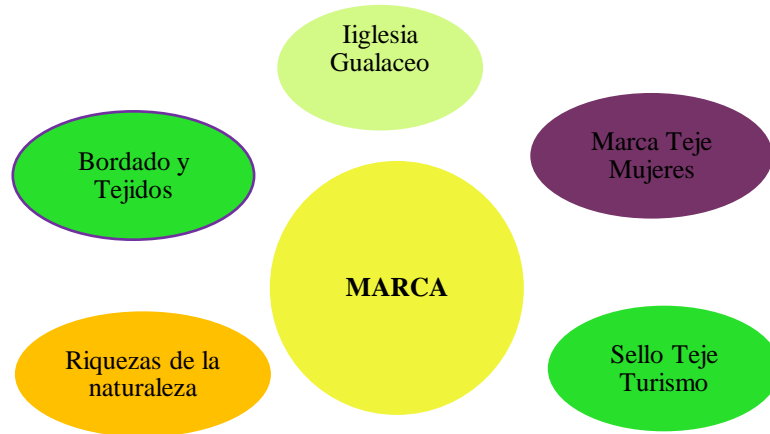 Iiglesia
Gualaceo
Bordado y
Tejidos
Marca Teje
Mujeres
MARCA
Riquezas de la
naturaleza
Sello Teje
Turismo